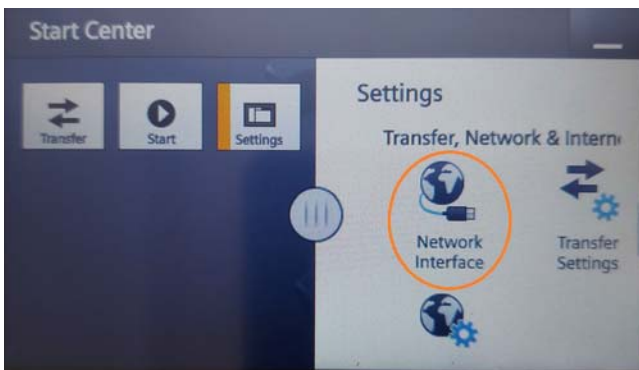 Start Center
Transfer
Start
Settings
Settings
Transfer, Network & Intern
Network
Interface
Transfer
Settings